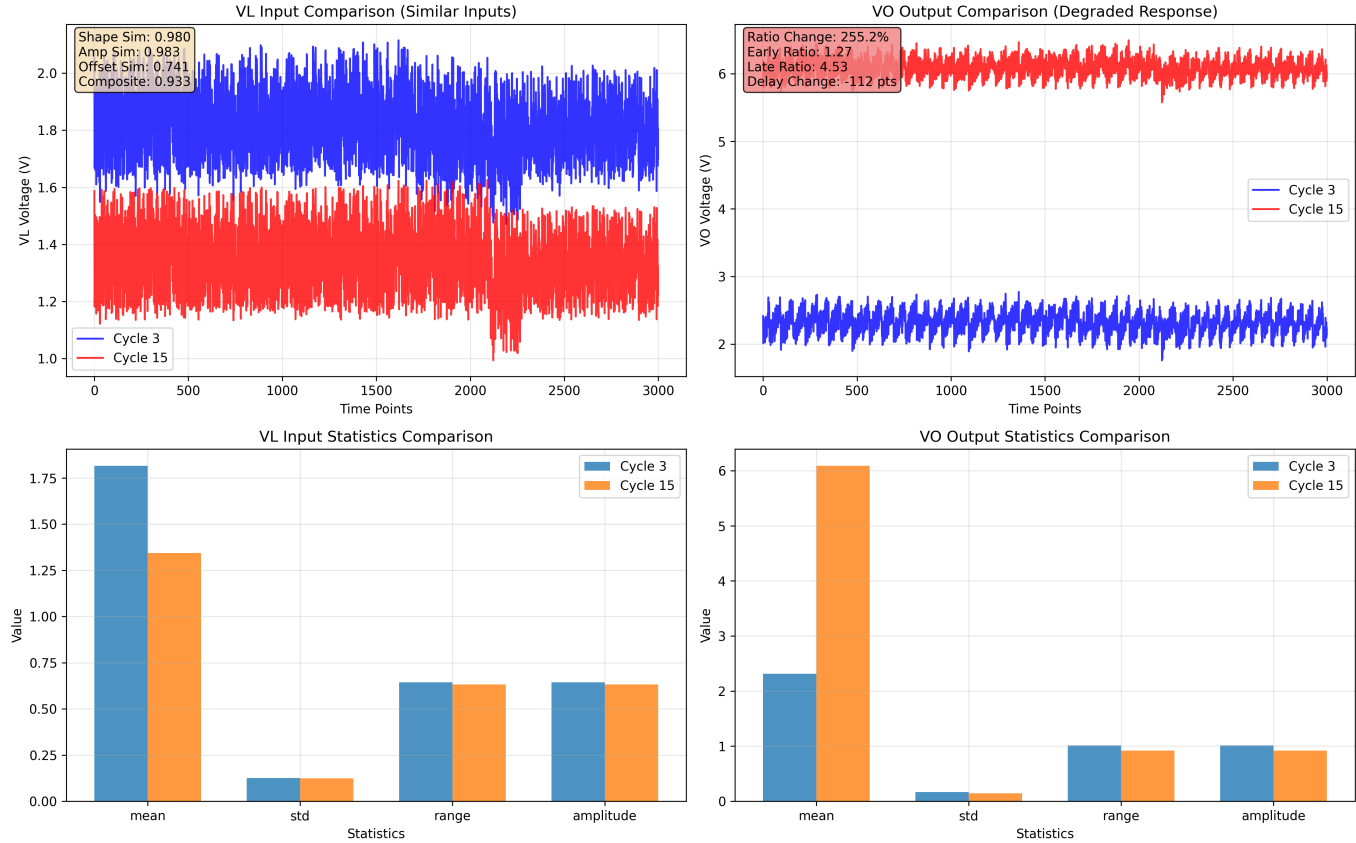 VL Input Comparison (Similar Inputs)
Shape Sim: 0.980
Amp Sim: 0.983
Offset Sim: 0.741
Composite: 0.933
VL Voltage (V)
2.0
1.8
1.6
1.4
1.2
1.0
Cycle 3
Cycle 15
0 500 1000 1500 2000 2500 3000
Time Points
VO Output Comparison (Degraded Response)
Ratio Change: 255.2%
Early Ratio: 1.27
Late Ratio: 4.53
Delay Change: -112 pts
VO Voltage (V)
6
5
4
3
2
Cycle 3
Cycle 15
0 500 1000 1500 2000 2500 3000
Time Points
VL Input Statistics Comparison
Value
1.75
1.50
1.25
1.00
0.75
0.50
0.25
0.00
Cycle 3
Cycle 15
mean std range amplitude
Statistics
VO Output Statistics Comparison
Value
6
5
4
3
2
1
0
Cycle 3
Cycle 15
mean std range amplitude
Statistics